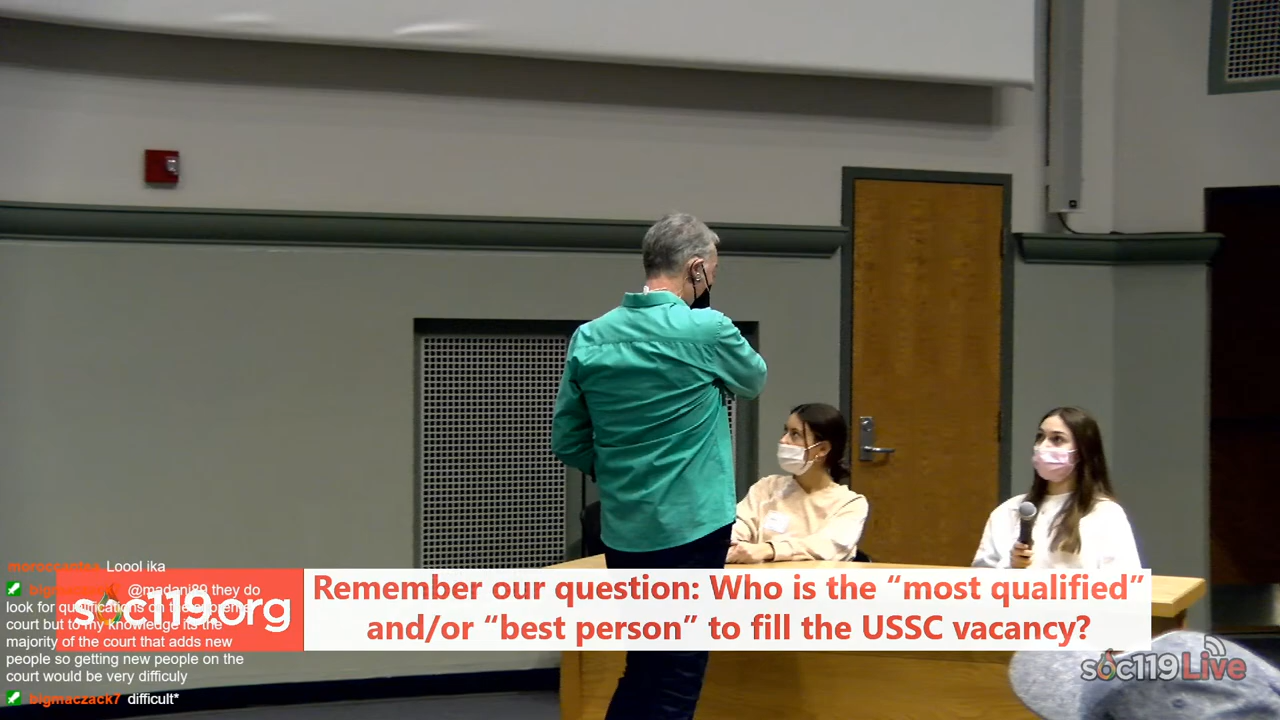 moroccantea Loool ika
bigmaczack7 @madani89 they do
look for qualifications on the supreme
court but to my knowledge its the
majority of the court that adds new
people so getting new people on the
court would be very difficuly
bigmaczack7 difficult*
Remember our question: Who is the “most qualified”
and/or “best person” to fill the USSC vacancy?
soc119Live